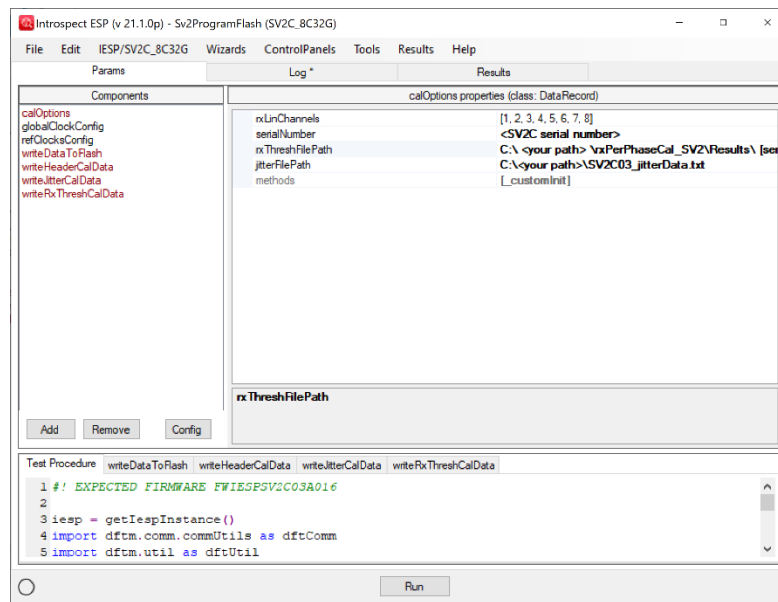 Introspect ESP (v 21.1.0p) - Sv2ProgramFlash (SV2C_8C32G)
File Edit IESP/SV2C_8C32G Wizards ControlPanels Tools Results Help
Params Log * Results
Components
calOptions
globalClockConfig
refClocksConfig
writeDataToFlash
writeHeaderCalData
writeJitterCalData
writeRxThreshCalData
Add Remove Config
calOptions properties (class: DataRecord)
rxLinChannels [1, 2, 3, 4, 5, 6, 7, 8]
serialNumber <SV2C serial number>
rxThreshFilePath C:\ <your path> \rxPerPhaseCal_SV2\Results\ [ser
jitterFilePath C:\<your path>\SV2C03_jitterData.txt
methods [_customInit]
rxThreshFilePath
Test Procedure writeDataToFlash writeHeaderCalData writeJitterCalData writeRxThreshCalData
1 #! EXPECTED FIRMWARE FWIESPSV2C03A016
2
3 iesp = getIespInstance()
4 import dftm.comm.commUtils as dftComm
5 import dftm.util as dftUtil
Run